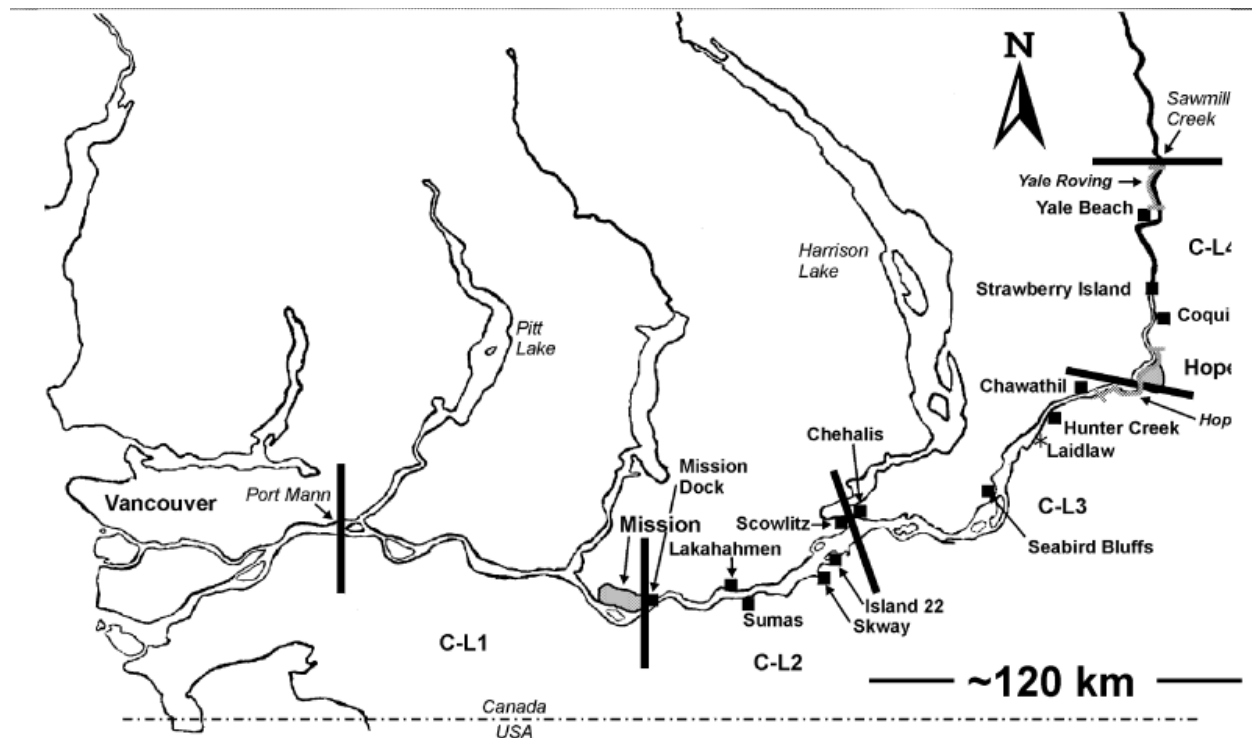 N
Sawmill
Creek
Yale Roving
Yale Beach
Harrison
Lake
C-L4
Strawberry Island
Pitt
Lake
Coqui
Hope
Chawathil
Hop
Hunter Creek
Laidlaw
Chehalis
Mission
Dock
Vancouver
Port Mann
C-L3
Mission
Scowlitz
Lakahahmen
Seabird Bluffs
Island 22
Sumas
Skway
C-L1
C-L2
~120 km
Canada
USA